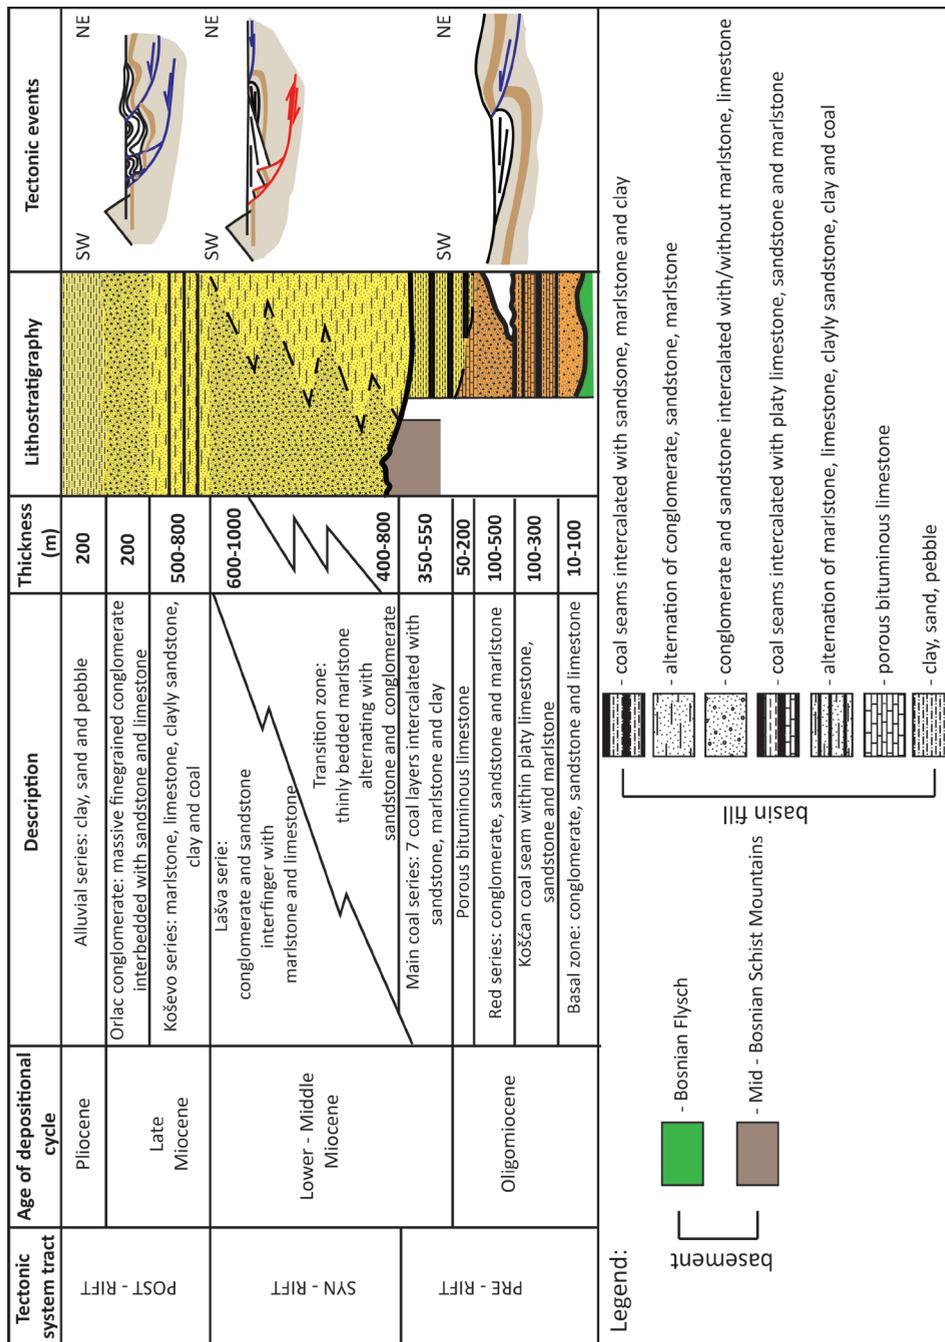 Tectonic
system tract
Age of depositional
cycle
Description
Thickness
(m)
Lithostratigraphy
Tectonic events
POST - RIFT
SYN - RIFT
PRE - RIFT
Pliocene
Late
Miocene
Lower - Middle
Miocene
Oligomiocene
Alluvial series: clay, sand and pebble
Orlac conglomerate: massive finegrained conglomerate
interbedded with sandstone and limestone
Koševo series: marlstone, limestone, clayly sandstone,
clay and coal
Lašva serie:
conglomerate and sandstone
interfinger with
marlstone and limestone
Transition zone:
thinly bedded marlstone
alternating with
sandstone and conglomerate
Main coal series: 7 coal layers intercalated with
sandstone, marlstone and clay
Porous bituminous limestone
Red series: conglomerate, sandstone and marlstone
Košćan coal seam within platy limestone,
sandstone and marlstone
Basal zone: conglomerate, sandstone and limestone
200
200
500-800
600-1000
400-800
350-550
50-200
100-500
100-300
10-100
SW
NE
SW
NE
SW
NE
Legend:
basement
- Bosnian Flysch
- Mid - Bosnian Schist Mountains
basin fill
- coal seams intercalated with sandsone, marlstone and clay
- alternation of conglomerate, sandstone, marlstone
- conglomerate and sandstone intercalated with/without marlstone, limestone
- coal seams intercalated with platy limestone, sandstone and marlstone
- alternation of marlstone, limestone, clayly sandstone, clay and coal
- porous bituminous limestone
- clay, sand, pebble